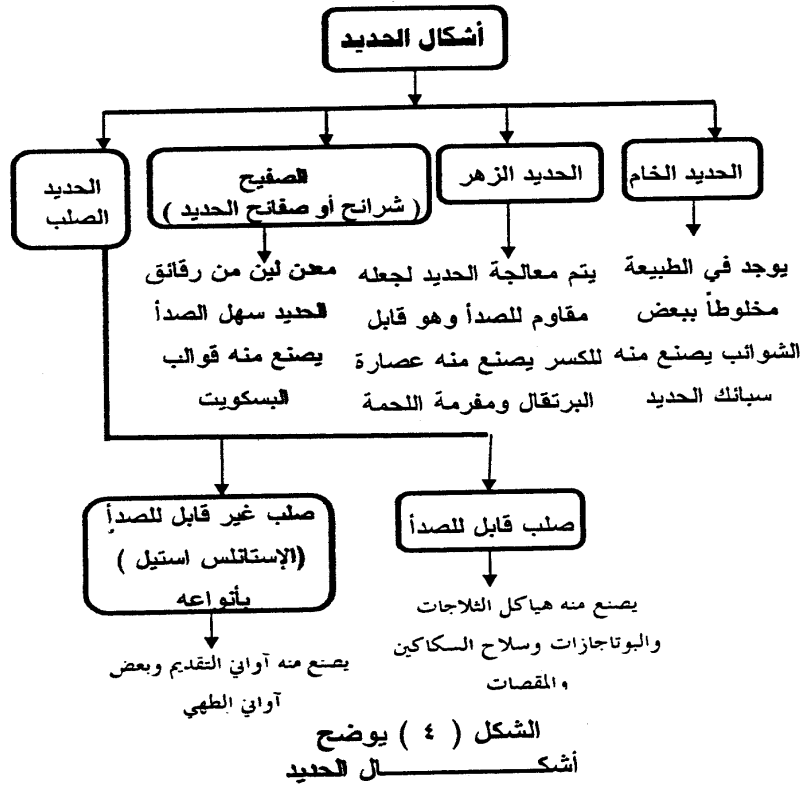 أشكال الحديد
الحديد الخام
الحديد الزهر
الصفيح
( شرائح أو صفائح الحديد )
الحديد
الصلب
يوجد في الطبيعة
مخلوطاً ببعض
الشوائب يصنع منه
سبائك الحديد
يتم معالجة الحديد لجعله
مقاوم للصدأ وهو قابل
للكسر يصنع منه عصارة
البرتقال ومفرمة اللحمة
معدن لين من رقائق
الحديد سهل الصدأ
يصنع منه قوالب
البسكويت
صلب قابل للصدأ
صلب غير قابل للصدأ
(الإستانلس استيل )
بأنواعه
يصنع منه هياكل الثلاجات
والبوتاجازات وسلاح السكاكين
والمقصات
يصنع منه آواني التقديم وبعض
آواني الطهي
الشكل ( ٤ ) يوضح
أشكـــــــــال الحديد